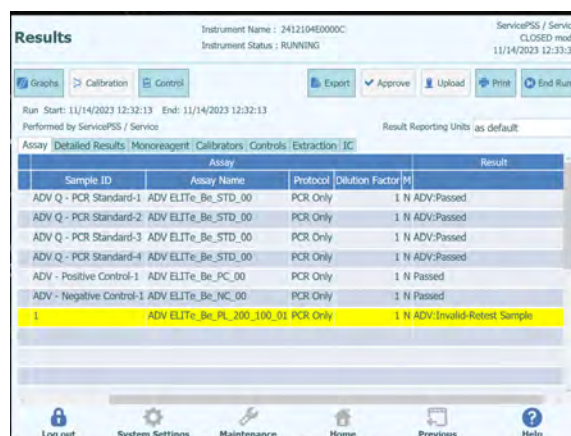 Results
Instrument Name : 2412104E0000C
Instrument Status : RUNNING
ServicePSS / Servic
CLOSED mod
11/14/2023 12:33:3
Graphs Calibration Control Export Approve Upload Print End Run
Run Start: 11/14/2023 12:32:13 End: 11/14/2023 12:32:13
Performed by ServicePSS / Service Result Reporting Units as default
Assay Detailed Results Monoreagent Calibrators Controls Extraction IC
Assay Result
Sample ID Assay Name Protocol Dilution Factor M
ADV Q - PCR Standard-1 ADV ELITe_Be_STD_00 PCR Only 1 N ADV:Passed
ADV Q - PCR Standard-2 ADV ELITe_Be_STD_00 PCR Only 1 N ADV:Passed
ADV Q - PCR Standard-3 ADV ELITe_Be_STD_00 PCR Only 1 N ADV:Passed
ADV Q - PCR Standard-4 ADV ELITe_Be_STD_00 PCR Only 1 N ADV:Passed
ADV - Positive Control-1 ADV ELITe_Be_PC_00 PCR Only 1 N Passed
ADV - Negative Control-1 ADV ELITe_Be_NC_00 PCR Only 1 N Passed
1 ADV ELITe_Be_PL_200_100_01 PCR Only 1 N ADV:Invalid-Retest Sample
Log out System Settings Maintenance Home Previous Help